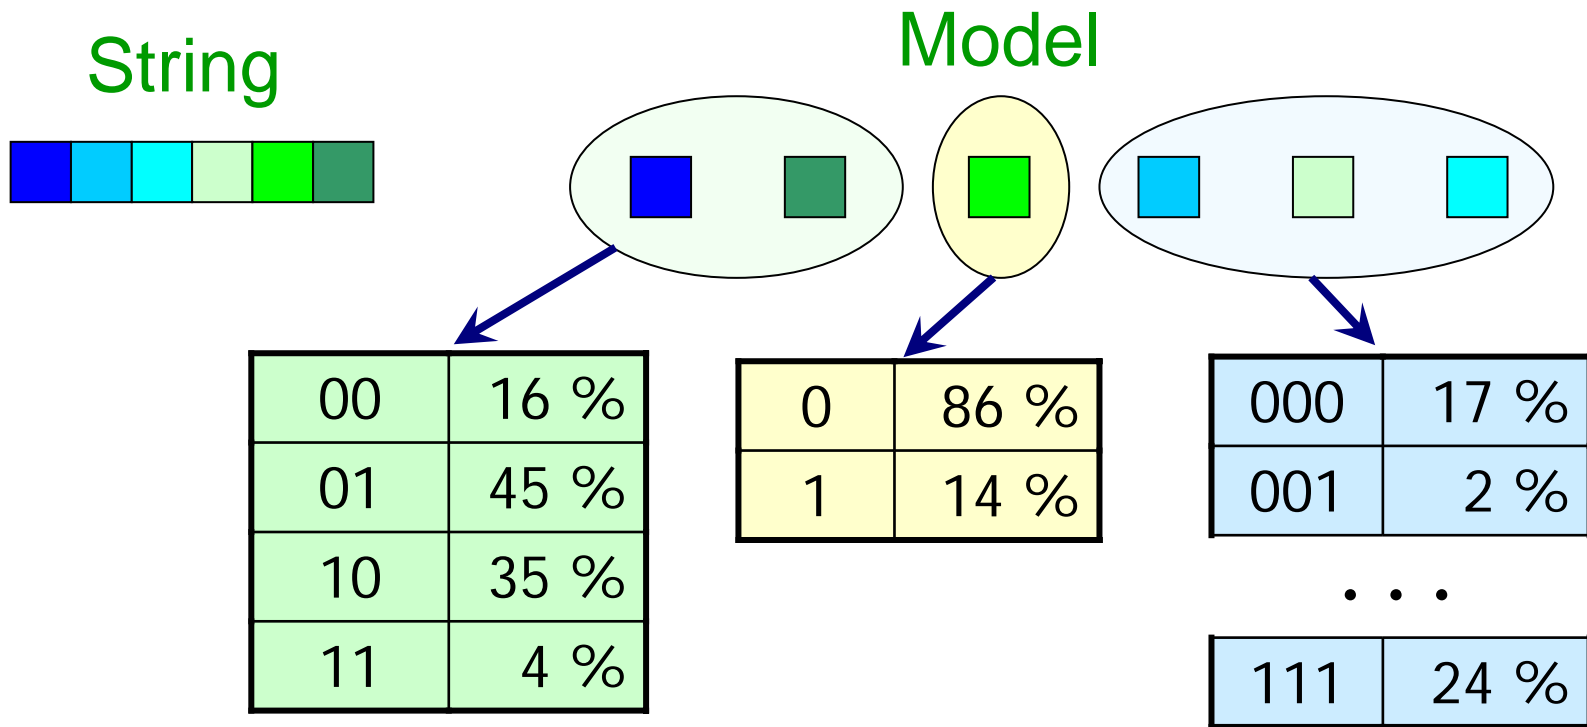 String
Model
00 16 %
01 45 %
10 35 %
11 4 %
0 86 %
1 14 %
000 17 %
001 2 %
. . .
111 24 %